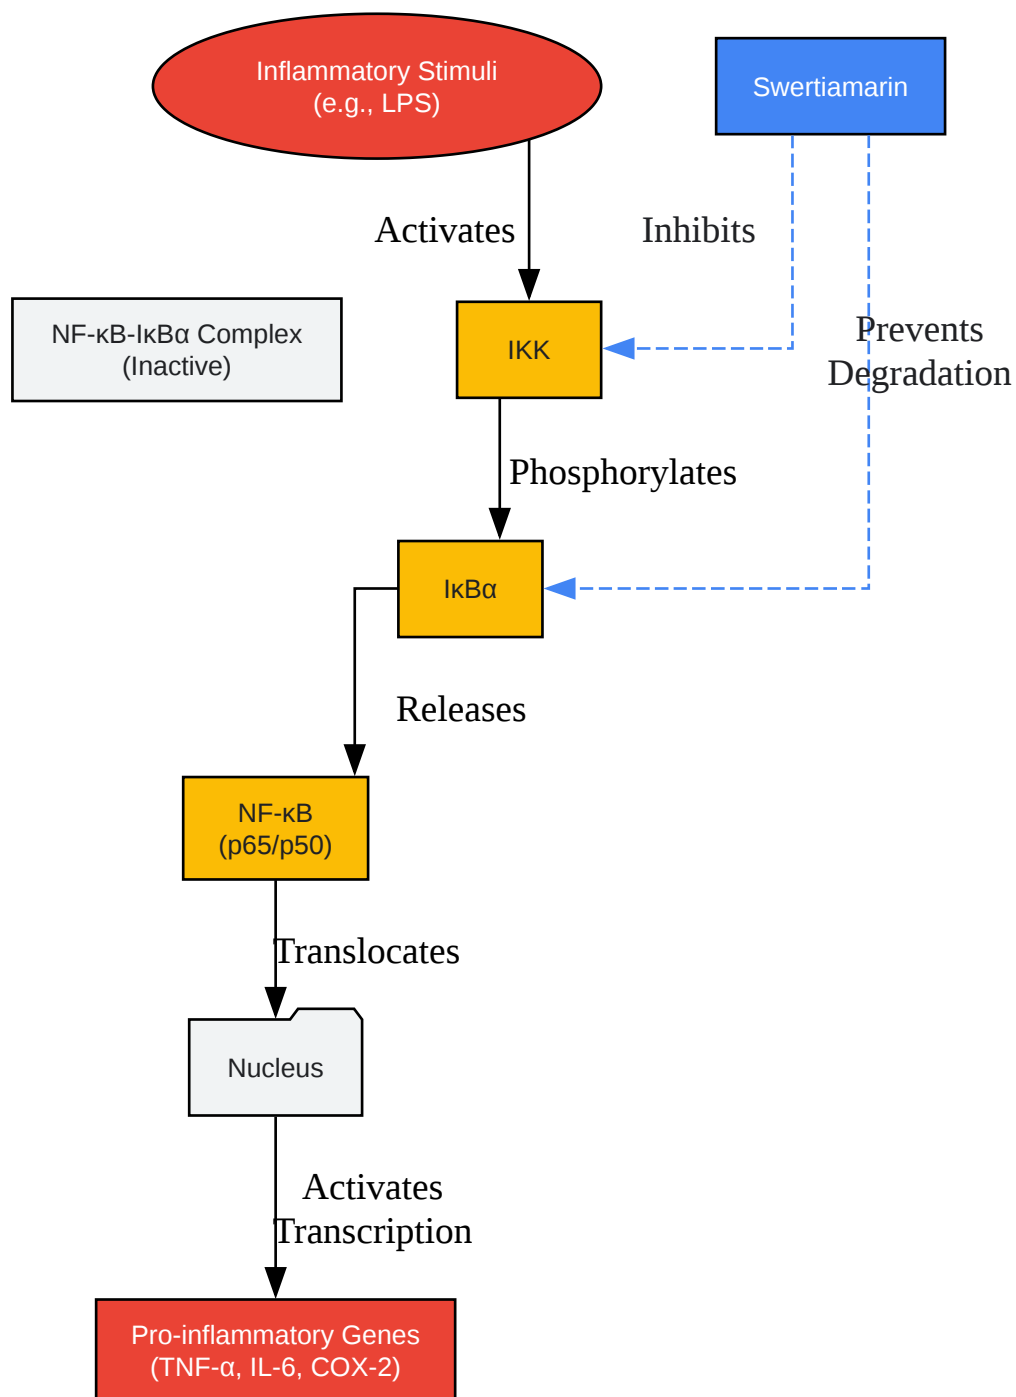 Inflammatory Stimuli
(e.g., LPS)
Swertiamarin
Activates
Inhibits
NF-κB-IκBα Complex
(Inactive)
IKK
Prevents
Degradation
Phosphorylates
IκBα
Releases
NF-κB
(p65/p50)
Translocates
Nucleus
Activates
Transcription
Pro-inflammatory Genes
(TNF-α, IL-6, COX-2)